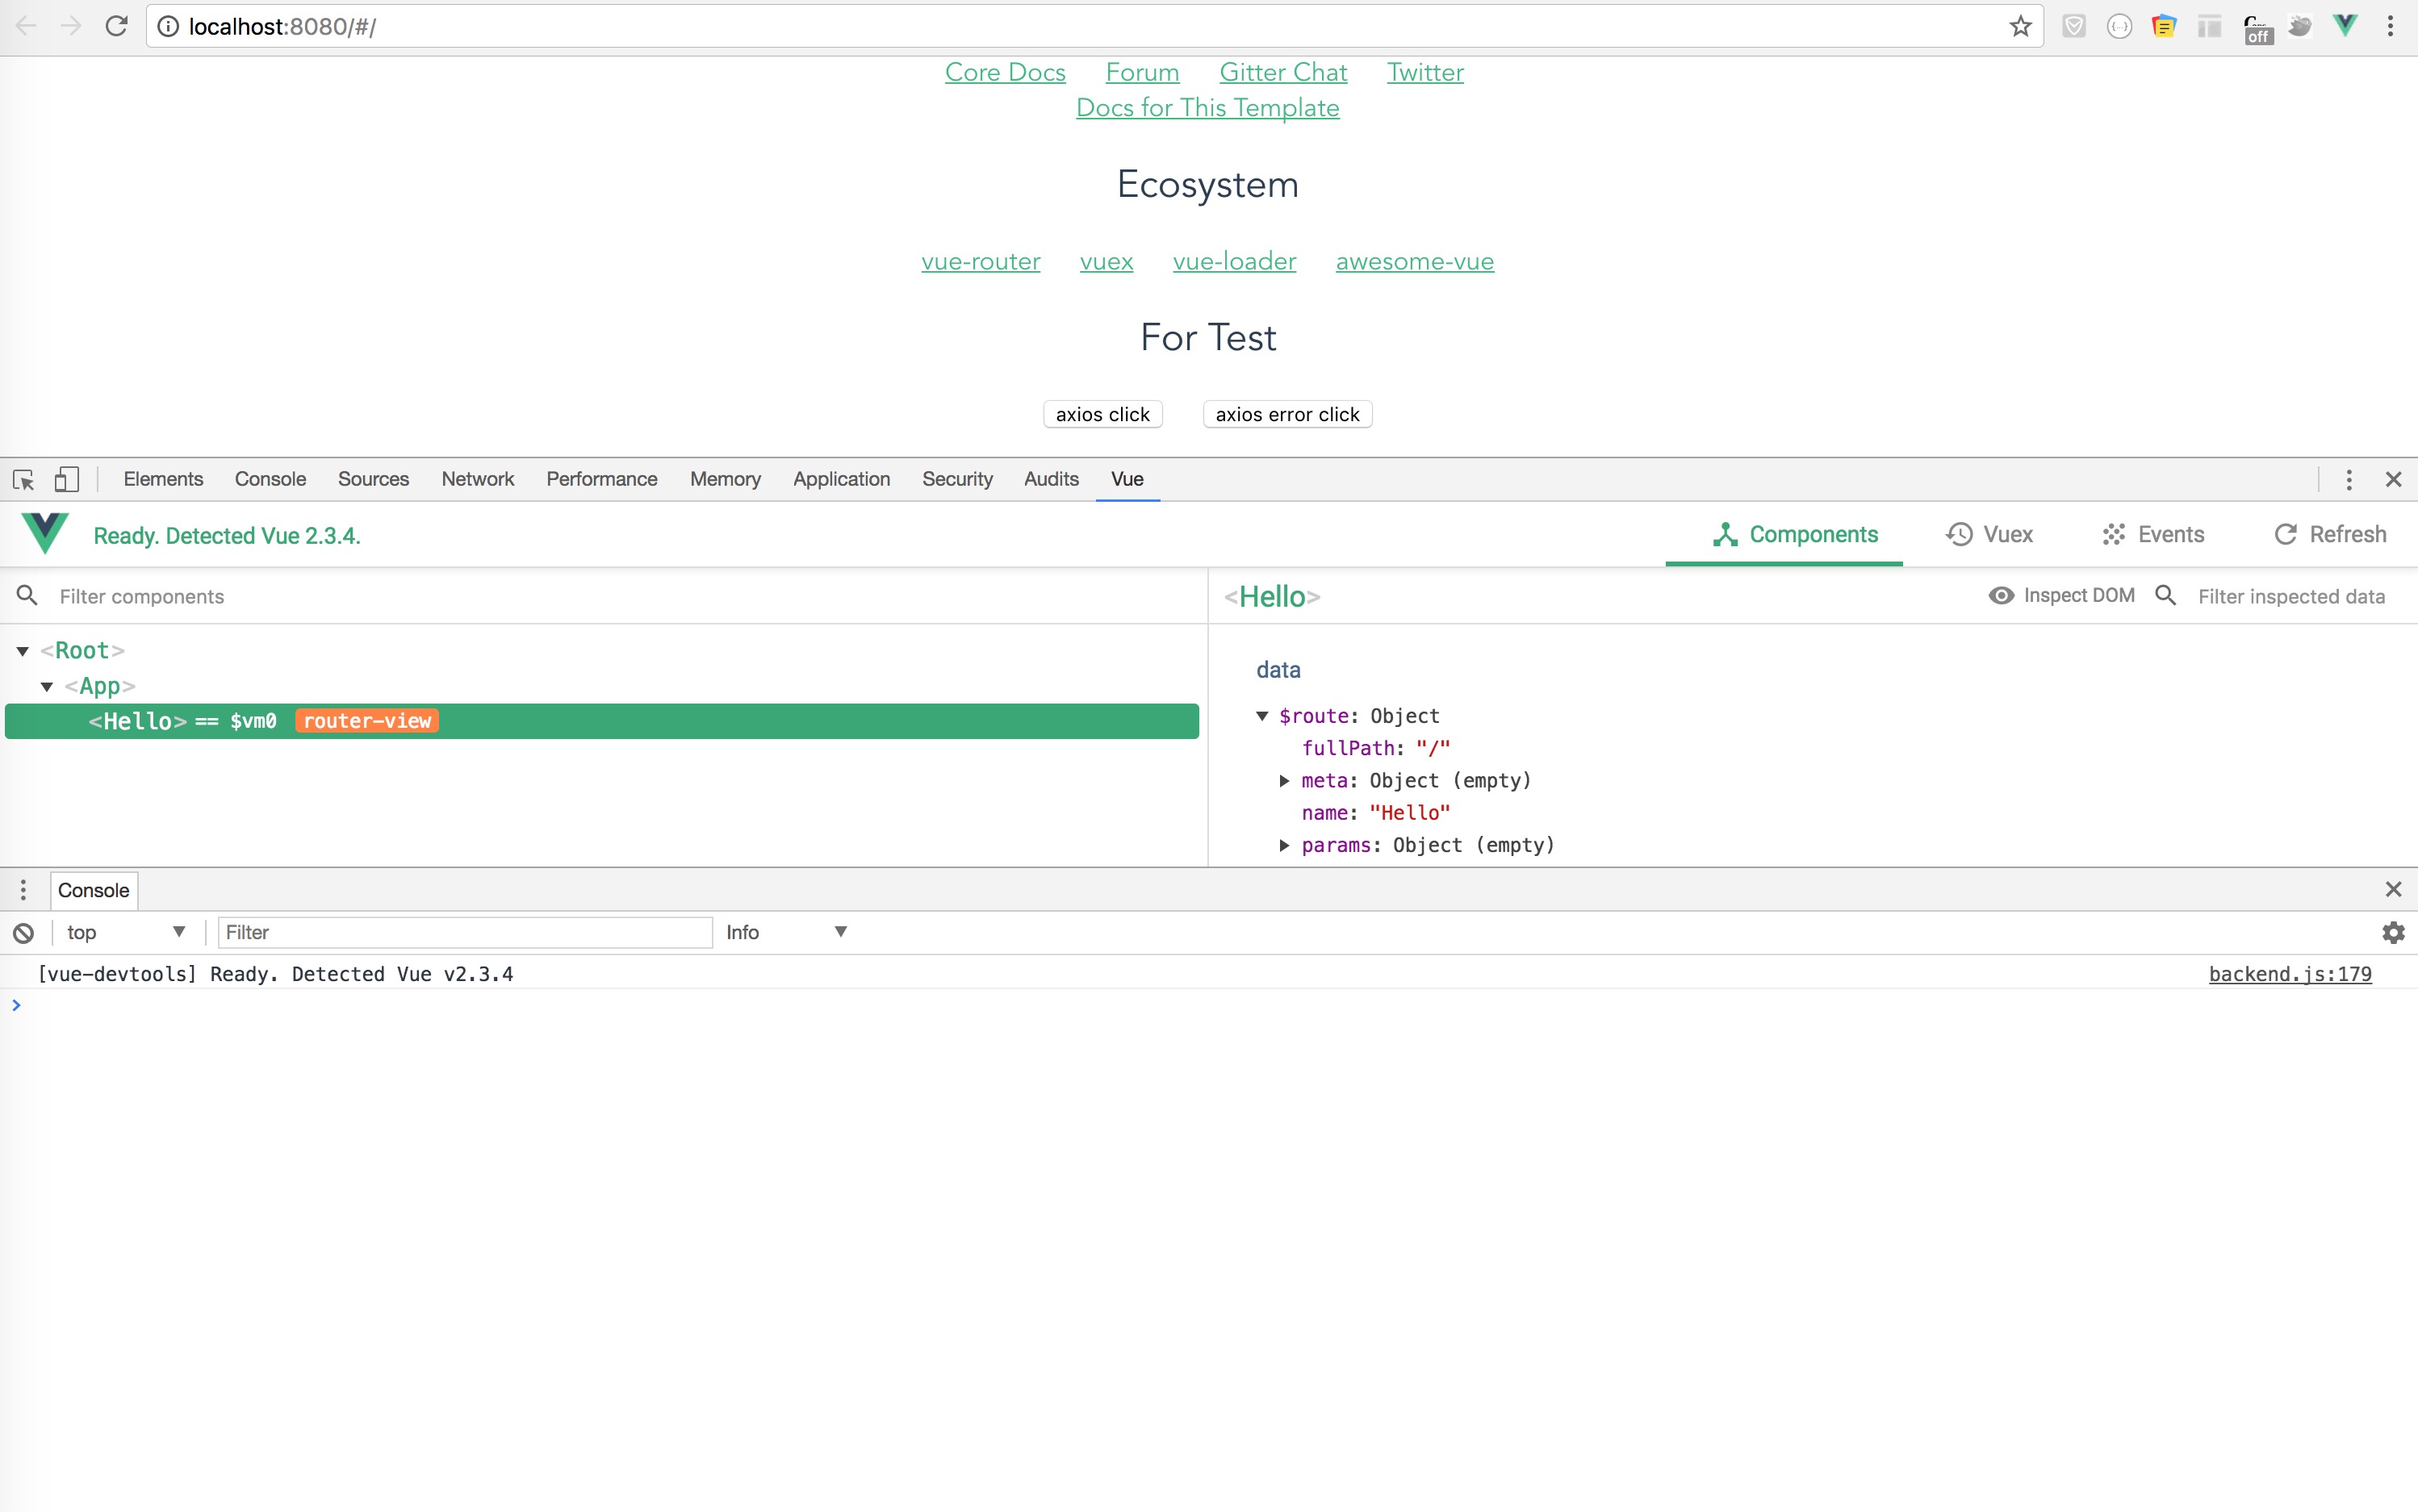 localhost:8080/#/
off
Core Docs Forum Gitter Chat Twitter
Docs for This Template
Ecosystem
vue-router vuex vue-loader awesome-vue
For Test
axios click axios error click
Elements Console Sources Network Performance Memory Application Security Audits Vue
Ready. Detected Vue 2.3.4. Components Vuex Events Refresh
Filter components
<Hello> Inspect DOM Filter inspected data
<Root>
<App>
<Hello> == $vm0 router-view
data
$route: Object
fullPath: "/"
meta: Object (empty)
name: "Hello"
params: Object (empty)
Console
top Filter Info
[vue-devtools] Ready. Detected Vue v2.3.4 backend.js:179
>